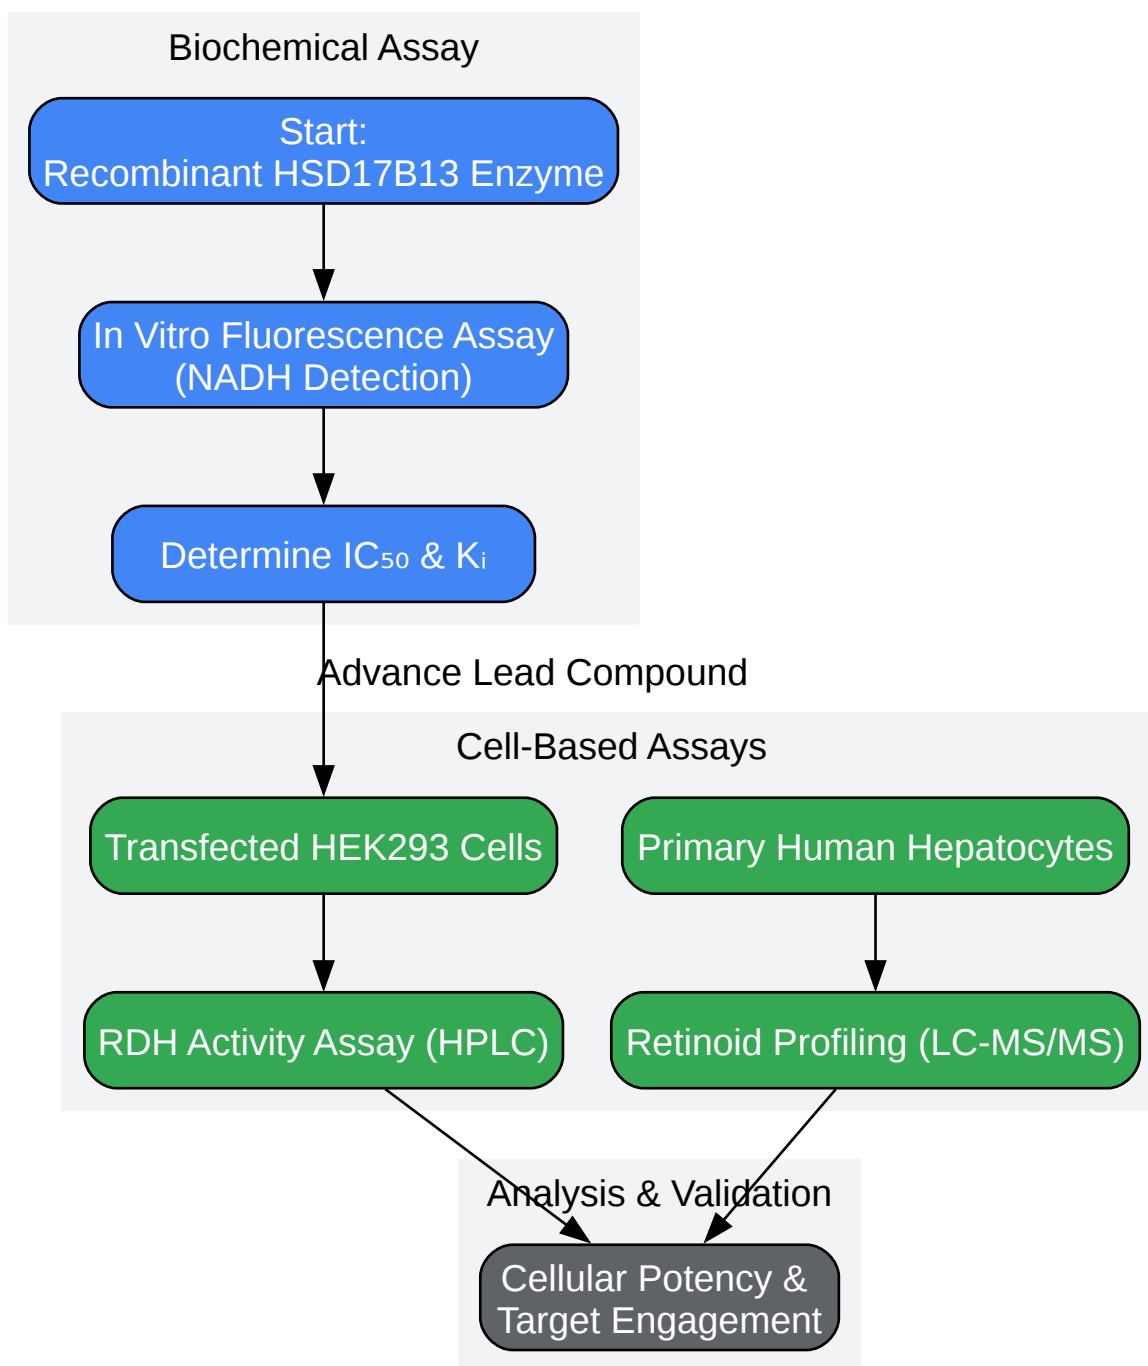 Biochemical Assay
Start:
Recombinant HSD17B13 Enzyme
In Vitro Fluorescence Assay
(NADH Detection)
Determine IC₅₀ & Kᵢ
Advance Lead Compound
Cell-Based Assays
Transfected HEK293 Cells
Primary Human Hepatocytes
RDH Activity Assay (HPLC)
Retinoid Profiling (LC-MS/MS)
Analysis & Validation
Cellular Potency &
Target Engagement